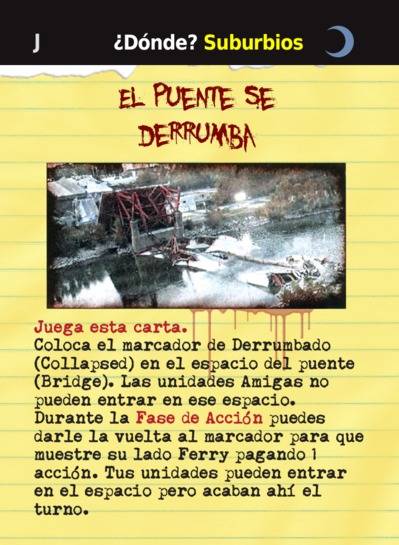 J ¿Dónde? Suburbios
EL PUENTE SE
DERRUMBA
Juega esta carta.
Coloca el marcador de Derrumbado
(Collapsed) en el espacio del puente
(Bridge). Las unidades Amigas no
pueden entrar en ese espacio.
Durante la Fase de Acción puedes
darle la vuelta al marcador para que
muestre su lado Ferry pagando 1
acción. Tus unidades pueden entrar
en el espacio pero acaban ahí el
turno.